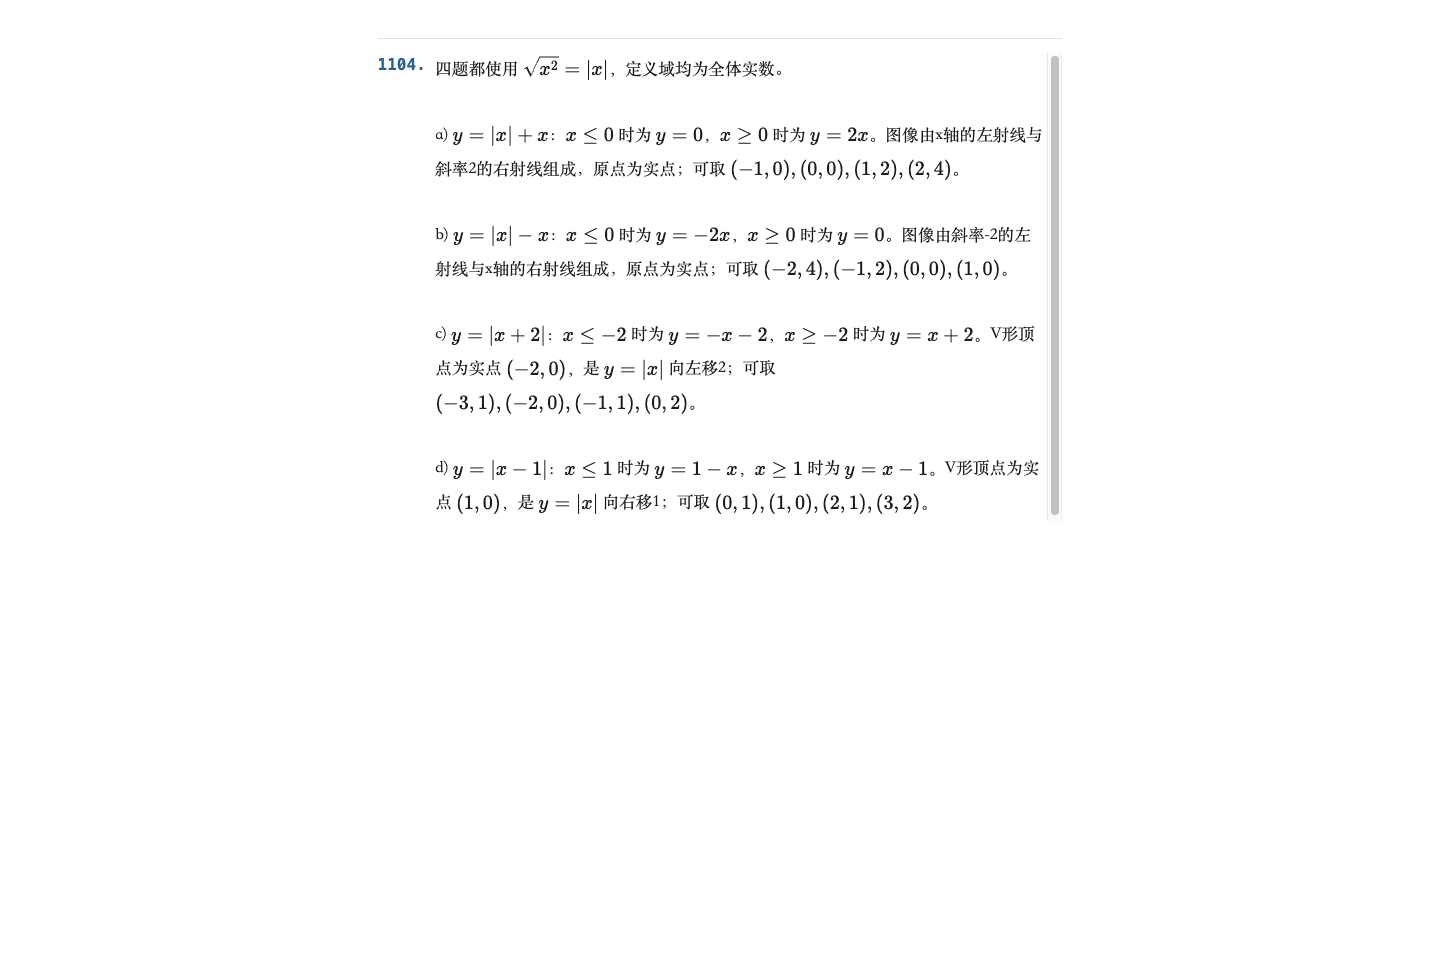 1104. 四题都使用 √x² = |x|，定义域均为全体实数。
a) y = |x| + x：x ≤ 0 时为 y = 0，x ≥ 0 时为 y = 2x。图像由x轴的左射线与
斜率2的右射线组成，原点为实点；可取 (−1, 0), (0, 0), (1, 2), (2, 4)。
b) y = |x| − x：x ≤ 0 时为 y = −2x，x ≥ 0 时为 y = 0。图像由斜率-2的左
射线与x轴的右射线组成，原点为实点；可取 (−2, 4), (−1, 2), (0, 0), (1, 0)。
c) y = |x + 2|：x ≤ −2 时为 y = −x − 2，x ≥ −2 时为 y = x + 2。V形顶
点为实点 (−2, 0)，是 y = |x| 向左移2；可取
(−3, 1), (−2, 0), (−1, 1), (0, 2)。
d) y = |x − 1|：x ≤ 1 时为 y = 1 − x，x ≥ 1 时为 y = x − 1。V形顶点为实
点 (1, 0)，是 y = |x| 向右移1；可取 (0, 1), (1, 0), (2, 1), (3, 2)。